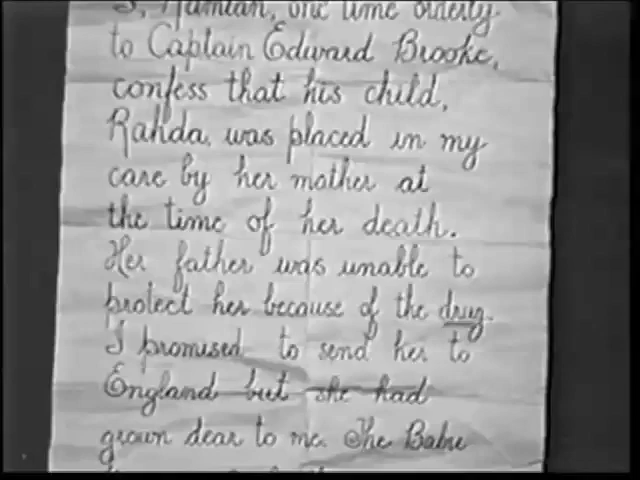 I, Hamlan, one time orderly
to Captain Edward Brooke,
confess that his child,
Rahda, was placed in my
care by her mother at
the time of her death.
Her father was unable to
protect her because of the drug.
I promised to send her to
England but she had
grown dear to me. The Babu